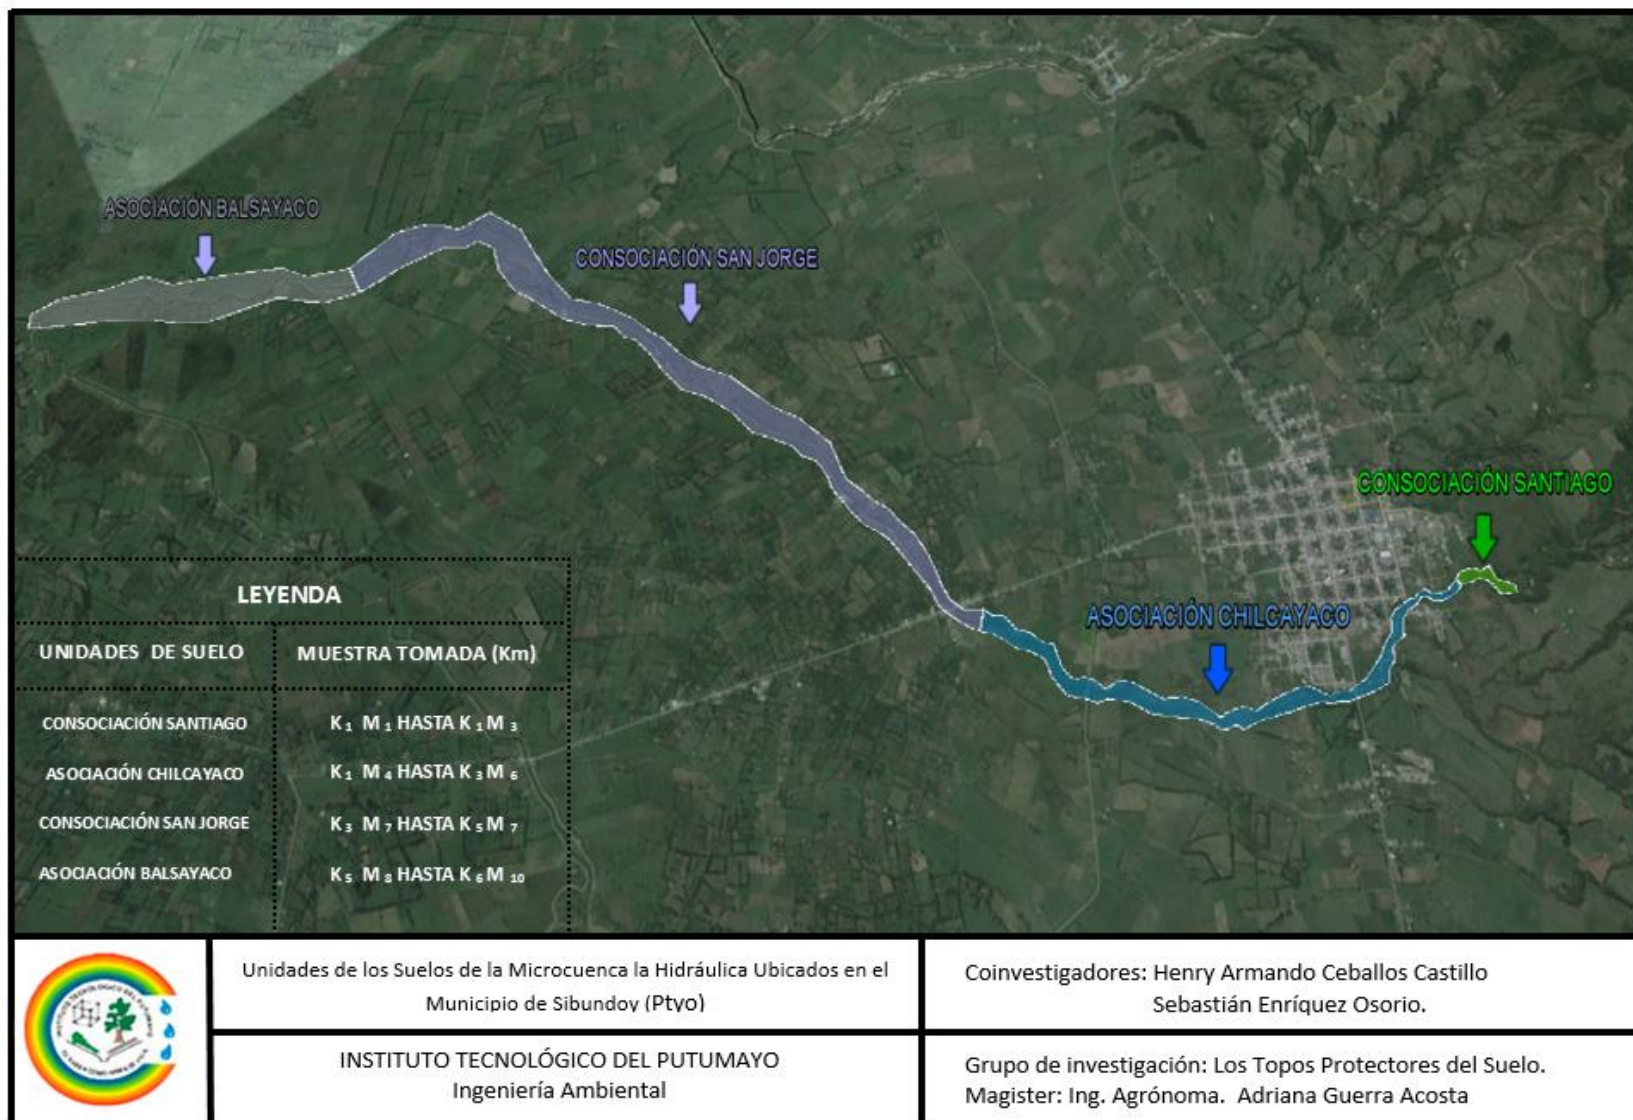 ASOCIACIÓN BALSAYACO
CONSOCIACIÓN SAN JORGE
CONSOCIACIÓN SANTIAGO
ASOCIACIÓN CHILCAYACO
LEYENDA
UNIDADES DE SUELO MUESTRA TOMADA (Km)
CONSOCIACIÓN SANTIAGO K₁ M₁ HASTA K₁ M₃
ASOCIACIÓN CHILCAYACO K₁ M₄ HASTA K₃ M₆
CONSOCIACIÓN SAN JORGE K₃ M₇ HASTA K₅ M₇
ASOCIACIÓN BALSAYACO K₅ M₈ HASTA K₆ M₁₀
INSTITUTO TECNOLÓGICO DEL PUTUMAYO
Unidades de los Suelos de la Microcuenca la Hidráulica Ubicados en el
Municipio de Sibundoy (Ptyo)
Coinvestigadores: Henry Armando Ceballos Castillo
Sebastián Enríquez Osorio.
INSTITUTO TECNOLÓGICO DEL PUTUMAYO
Ingeniería Ambiental
Grupo de investigación: Los Topos Protectores del Suelo.
Magister: Ing. Agrónoma. Adriana Guerra Acosta